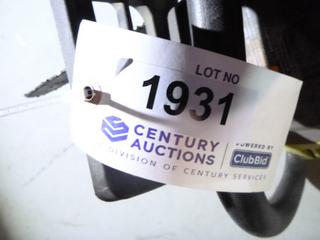 LOT NO
1931
CENTURY
AUCTIONS
DIVISION OF CENTURY SERVICES
POWERED BY
ClubBid